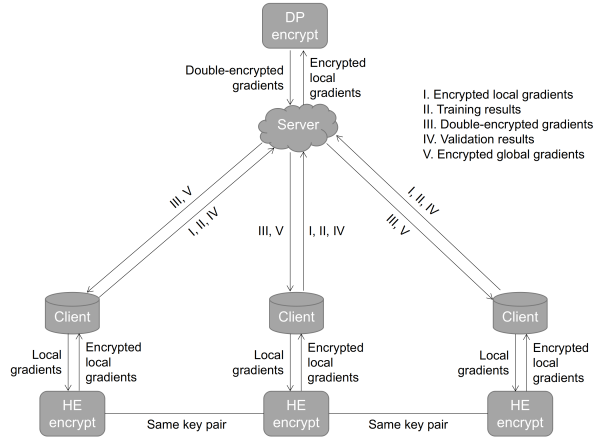 DP
encrypt
Double-encrypted
gradients
Encrypted
local
gradients
Server
I. Encrypted local gradients
II. Training results
III. Double-encrypted gradients
IV. Validation results
V. Encrypted global gradients
III, V
I, II, IV
III, V
I, II, IV
I, II, IV
III, V
Client
Client
Client
Local
gradients
Encrypted
local
gradients
Local
gradients
Encrypted
local
gradients
Local
gradients
Encrypted
local
gradients
HE
encrypt
Same key pair
HE
encrypt
Same key pair
HE
encrypt